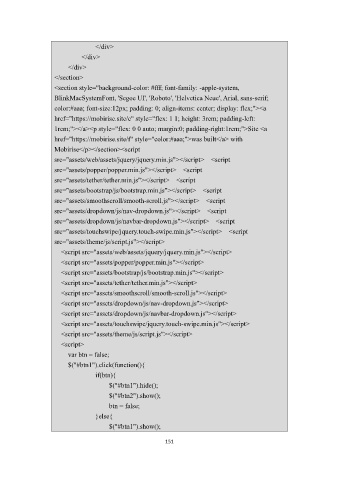 </div>
</div>
</div>
</section>
<section style="background-color: #fff; font-family: -apple-system,
BlinkMacSystemFont, 'Segoe UI', 'Roboto', 'Helvetica Neue', Arial, sans-serif;
color:#aaa; font-size:12px; padding: 0; align-items: center; display: flex;"><a
href="https://mobirise.site/c" style="flex: 1 1; height: 3rem; padding-left:
1rem;"></a><p style="flex: 0 0 auto; margin:0; padding-right:1rem;">Site <a
href="https://mobirise.site/f" style="color:#aaa;">was built</a> with
Mobirise</p></section><script
src="assets/web/assets/jquery/jquery.min.js"></script> <script
src="assets/popper/popper.min.js"></script> <script
src="assets/tether/tether.min.js"></script> <script
src="assets/bootstrap/js/bootstrap.min.js"></script> <script
src="assets/smoothscroll/smooth-scroll.js"></script> <script
src="assets/dropdown/js/nav-dropdown.js"></script> <script
src="assets/dropdown/js/navbar-dropdown.js"></script> <script
src="assets/touchswipe/jquery.touch-swipe.min.js"></script> <script
src="assets/theme/js/script.js"></script>
<script src="assets/web/assets/jquery/jquery.min.js"></script>
<script src="assets/popper/popper.min.js"></script>
<script src="assets/bootstrap/js/bootstrap.min.js"></script>
<script src="assets/tether/tether.min.js"></script>
<script src="assets/smoothscroll/smooth-scroll.js"></script>
<script src="assets/dropdown/js/nav-dropdown.js"></script>
<script src="assets/dropdown/js/navbar-dropdown.js"></script>
<script src="assets/touchswipe/jquery.touch-swipe.min.js"></script>
<script src="assets/theme/js/script.js"></script>
<script>
var btn = false;
$("#btn1").click(function(){
if(btn){
$("#btn1").hide();
$("#btn2").show();
btn = false;
}else{
$("#btn1").show();
151